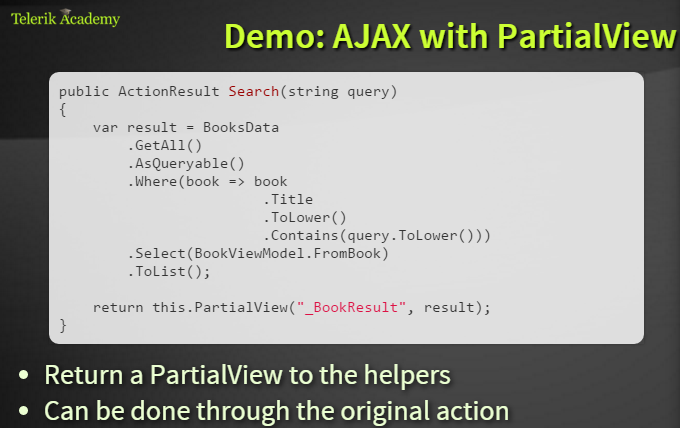 Telerik Academy
Demo: AJAX with PartialView
public ActionResult Search(string query)
{
    var result = BooksData
        .GetAll()
        .AsQueryable()
        .Where(book => book
                        .Title
                        .ToLower()
                        .Contains(query.ToLower()))
        .Select(BookViewModel.FromBook)
        .ToList();
    return this.PartialView("_BookResult", result);
}
• Return a PartialView to the helpers
• Can be done through the original action